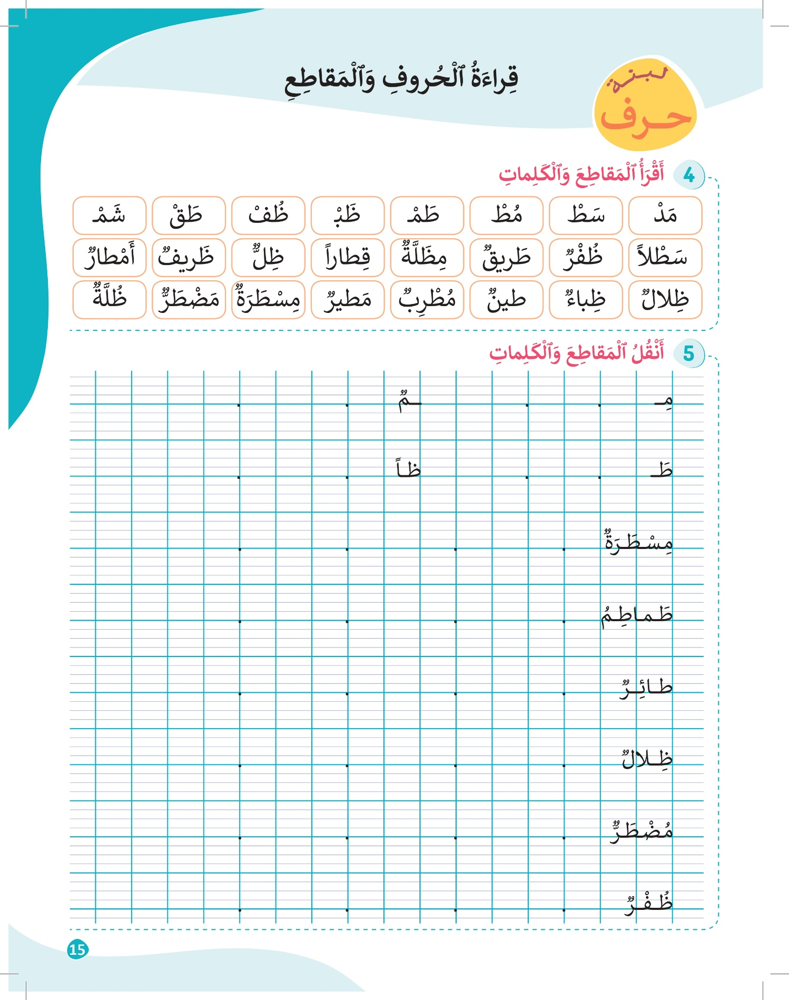 قِراءَةُ ٱلْحُروفِ وَٱلْمَقاطِعِ
لبنة
حرف
4 أَقْرَأُ ٱلْمَقاطِعَ وَٱلْكَلِماتِ
مَدْ سَطْ مُطْ طَمْـ ظَبْـ ظُفْـ طَقْ شَمْـ
سَطْلاً ظُفْرٌ طَريقٌ مِظَلَّةٌ قِطاراً ظِلٌّ ظَريفٌ أَمْطارٌ
ظِلالٌ ظِباءٌ طينٌ مُطْرِبٌ مَطيرٌ مِسْطَرَةٌ مَضْطَرٌّ ظُلَّةٌ
5 أَنْقُلُ ٱلْمَقاطِعَ وَٱلْكَلِماتِ
مِـ . . ـمٌ . .
طَـ . . ظاً . .
مِسْطَرَةٌ . . . .
طَماطِمُ . . . .
طائِرٌ . . . .
ظِلالٌ . . . .
مُضْطَرٌّ . . . .
ظُفْرٌ . . . .
15